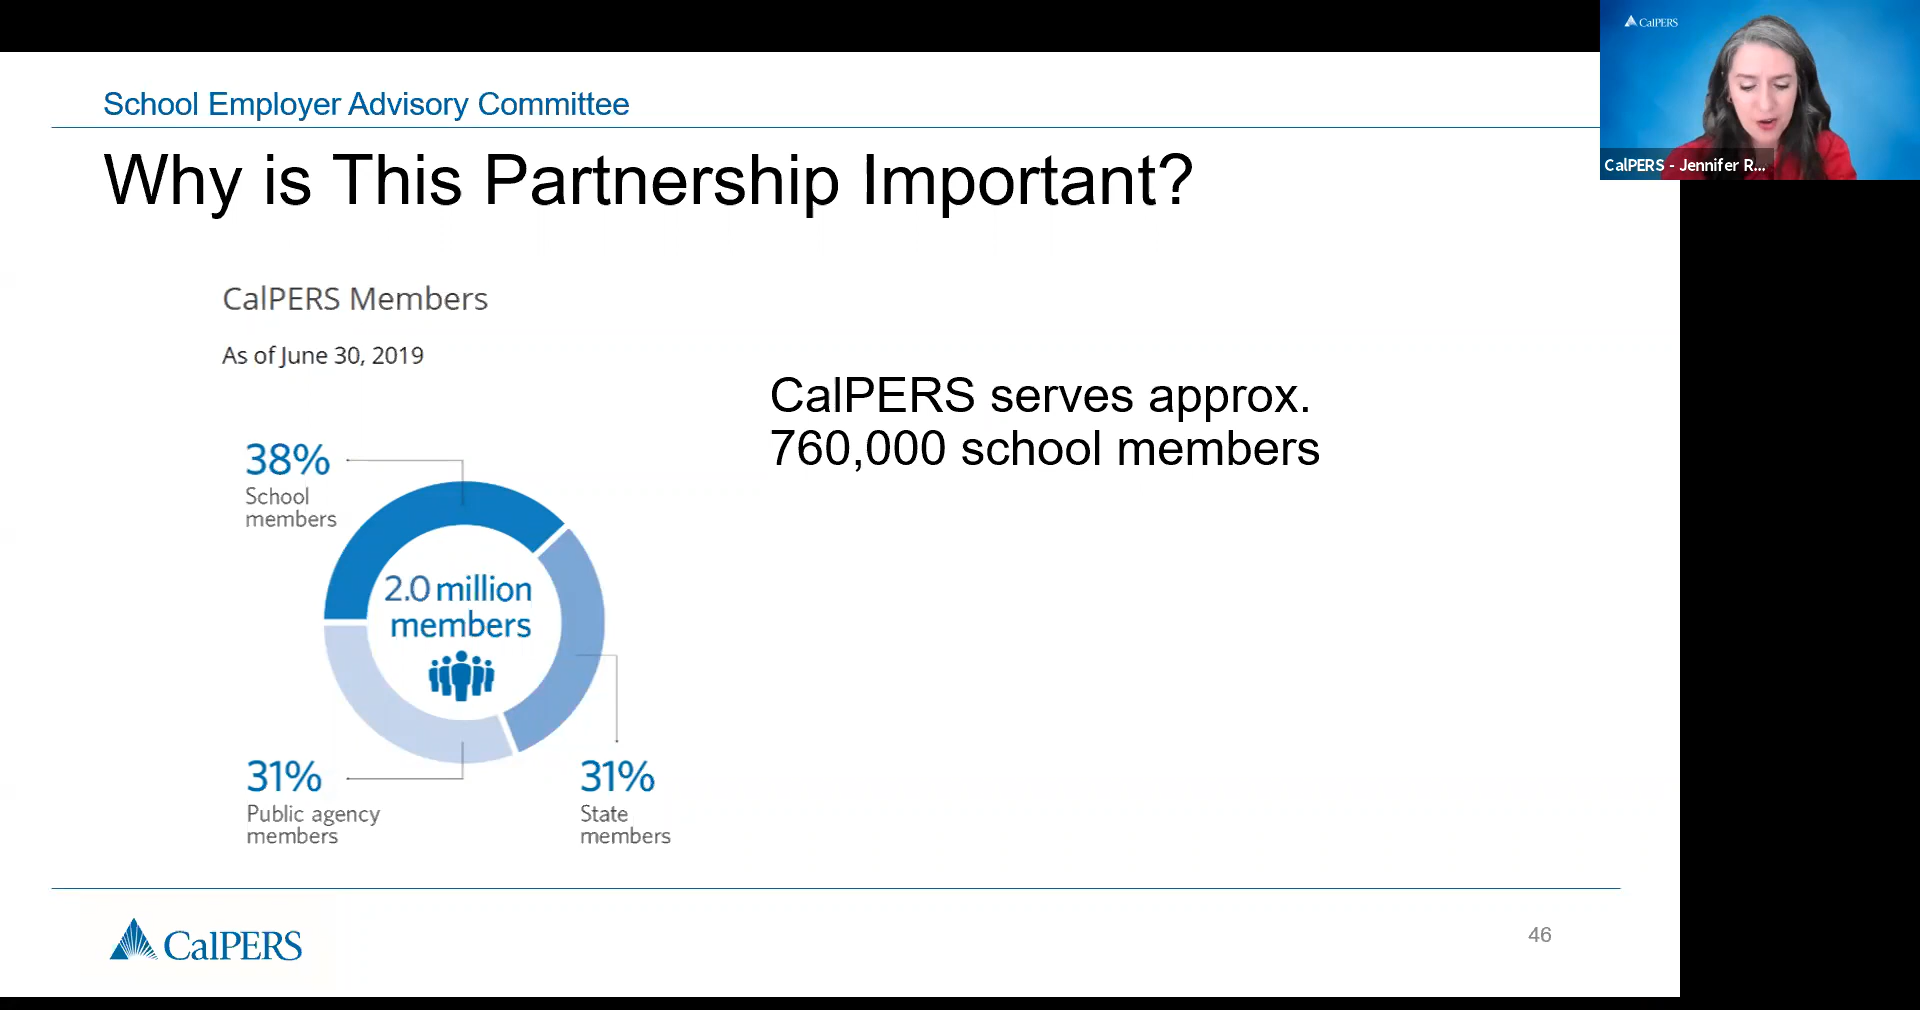 School Employer Advisory Committee
Why is This Partnership Important?
CalPERS Members
As of June 30, 2019
CalPERS serves approx.
760,000 school members
38%
School
members
2.0 million
members
31%
Public agency
members
31%
State
members
CalPERS
46
CalPERS
CalPERS - Jennifer R...